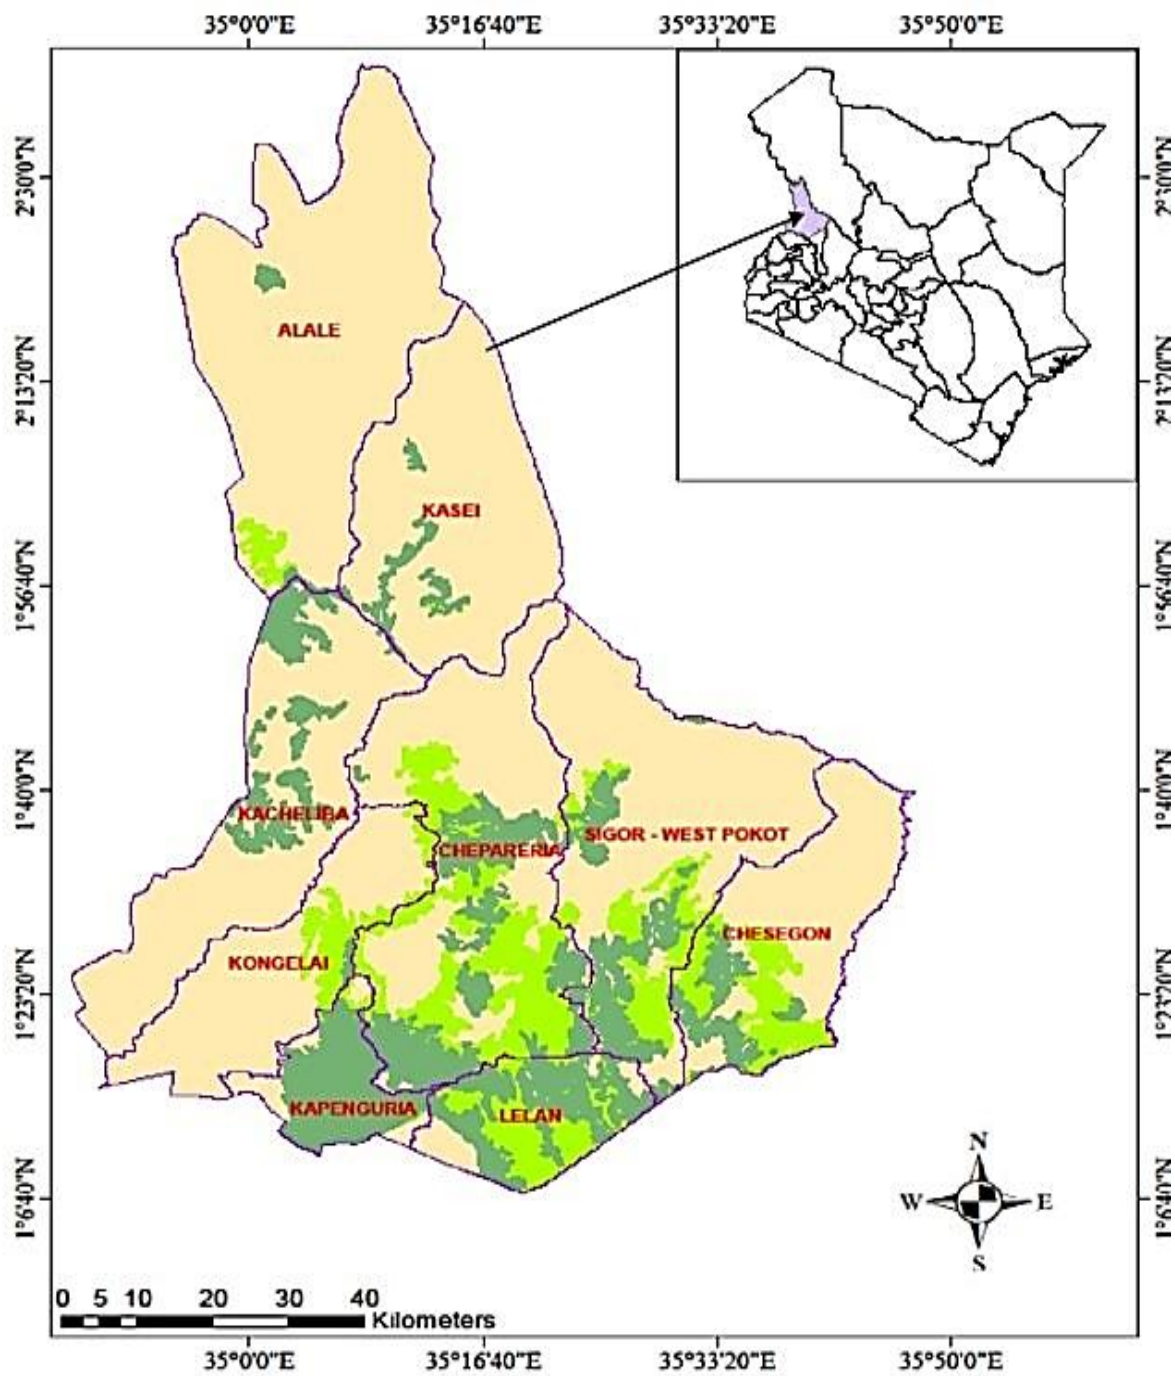 35°0'0"E 35°16'40"E 35°33'20"E 35°50'0"E
2°30'0"N 2°30'0"N
ALALE
2°13'20"N 2°13'20"N
KASEI
1°56'40"N 1°56'40"N
1°40'0"N 1°40'0"N
KACHELIBA
SIGOR - WEST POKOT
CHEPARERIA
CHESEGON
KONGELAI
1°23'20"N 1°23'20"N
KAPENGURIA
LELAN
N
1°6'40"N W E 1°6'40"N
S
0 5 10 20 30 40
Kilometers
35°0'0"E 35°16'40"E 35°33'20"E 35°50'0"E